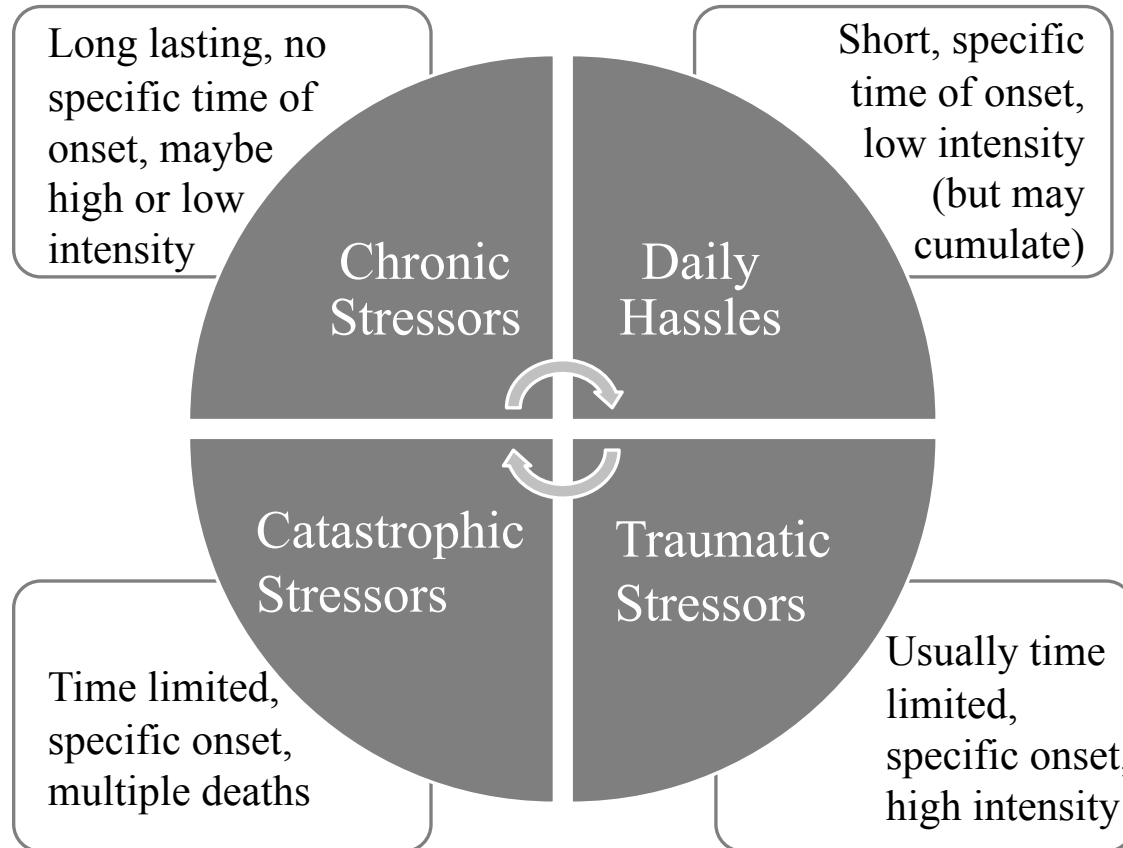 Long lasting, no
specific time of
onset, maybe
high or low
intensity
Short, specific
time of onset,
low intensity
(but may
cumulate)
Chronic
Stressors
Daily
Hassles
Catastrophic
Stressors
Traumatic
Stressors
Time limited,
specific onset,
multiple deaths
Usually time
limited,
specific onset,
high intensity